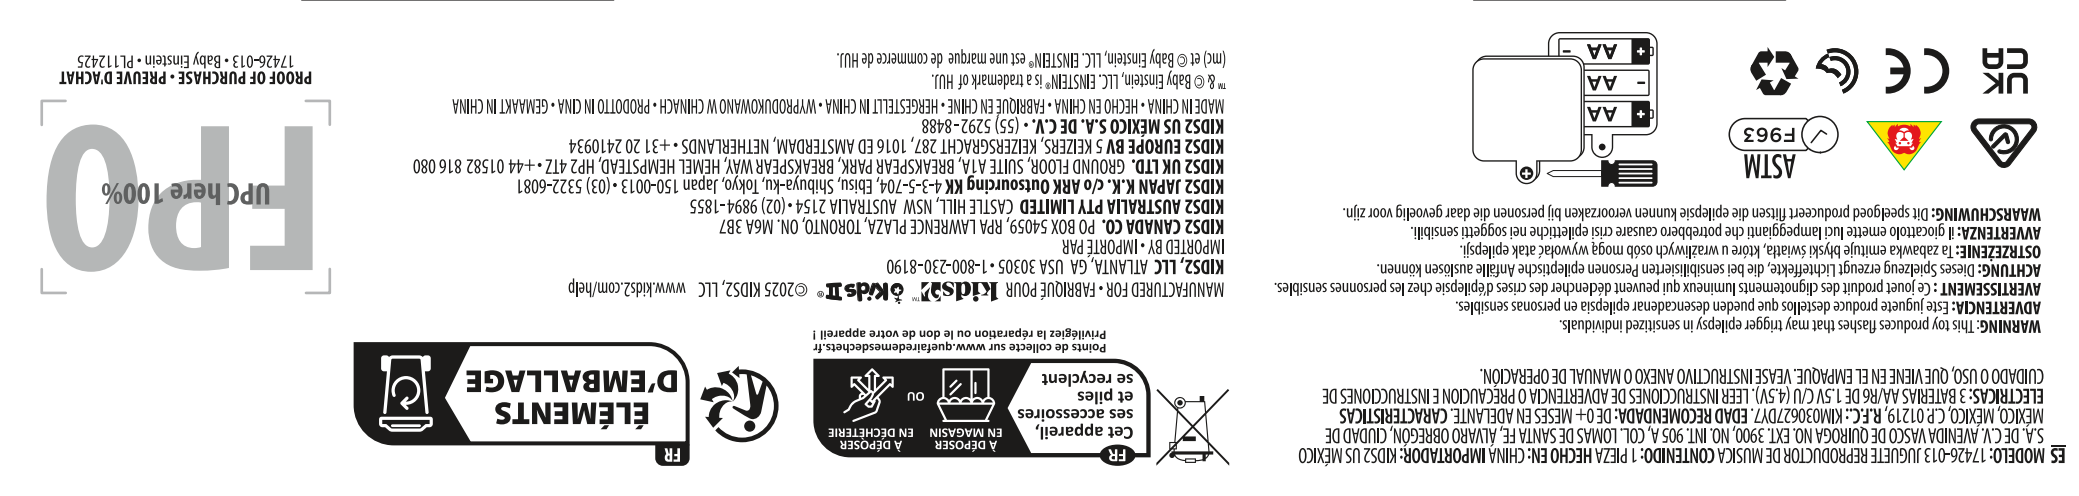 ES MODELO: 17426-013 JUGUETE REPRODUCTOR DE MUSICA CONTENIDO: 1 PIEZA HECHO EN: CHINA IMPORTADOR: KIDS2 US MÉXICO
S.A. DE C.V. AVENIDA VASCO DE QUIROGA NO. EXT. 3900, NO. INT. 905 A, COL. LOMAS DE SANTA FE, ÁLVARO OBREGÓN, CIUDAD DE
MÉXICO, MÉXICO, C.P. 01219, R.F.C.: KIM030627DV7. EDAD RECOMENDADA: DE 0+ MESES EN ADELANTE. CARACTERÍSTICAS
ELECTRICAS: 3 BATERIAS AA/R6 DE 1.5V C/U (4.5V). LEER INSTRUCCIONES DE ADVERTENCIA O PRECAUCION E INSTRUCCIONES DE
CUIDADO O USO, QUE VIENE EN EL EMPAQUE. VEASE INSTRUCTIVO ANEXO O MANUAL DE OPERACIÓN.
WARNING: This toy produces flashes that may trigger epilepsy in sensitized individuals.
ADVERTENCIA: Este juguete produce destellos que pueden desencadenar epilepsia en personas sensibles.
AVERTISSEMENT : Ce jouet produit des clignotements lumineux qui peuvent déclencher des crises d'épilepsie chez les personnes sensibles.
ACHTUNG: Dieses Spielzeug erzeugt Lichteffekte, die bei sensibilisierten Personen epileptische Anfälle auslösen können.
OSTRZEŻENIE: Ta zabawka emituje błyski światła, które u wrażliwych osób mogą wywołać atak epilepsji.
AVVERTENZA: il giocattolo emette luci lampeggianti che potrebbero causare crisi epilettiche nei soggetti sensibili.
WAARSCHUWING: Dit speelgoed produceert flitsen die epilepsie kunnen veroorzaken bij personen die daar gevoelig voor zijn.
ASTM
F963
UK
CA
CE
+ AA -
- AA +
+ AA -
FR
Cet appareil,
ses accessoires
et piles
se recyclent
À DÉPOSER
EN MAGASIN
OU
À DÉPOSER
EN DÉCHÈTERIE
Points de collecte sur www.quefairedemesdechets.fr
Privilégiez la réparation ou le don de votre appareil !
FR
ÉLÉMENTS
D'EMBALLAGE
MANUFACTURED FOR • FABRIQUÉ POUR kids2™ kidsII® ©2025 KIDS2, LLC www.kids2.com/help
KIDS2, LLC ATLANTA, GA USA 30305 • 1-800-230-8190
IMPORTED BY • IMPORTÉ PAR
KIDS2 CANADA CO. PO BOX 54059, RPA LAWRENCE PLAZA, TORONTO, ON. M6A 3B7
KIDS2 AUSTRALIA PTY LIMITED CASTLE HILL, NSW AUSTRALIA 2154 • (02) 9894-1855
KIDS2 JAPAN K.K. c/o ARK Outsourcing KK 4-3-5-704, Ebisu, Shibuya-ku, Tokyo, Japan 150-0013 • (03) 5322-6081
KIDS2 UK LTD. GROUND FLOOR, SUITE A1A, BREAKSPEAR PARK, BREAKSPEAR WAY, HEMEL HEMPSTEAD, HP2 4TZ • +44 01582 816 080
KIDS2 EUROPE BV 5 KEIZERS, KEIZERSGRACHT 287, 1016 ED AMSTERDAM, NETHERLANDS • +31 20 2410934
KIDS2 US MÉXICO S.A. DE C.V. • (55) 5292-8488
MADE IN CHINA • HECHO EN CHINA • FABRIQUÉ EN CHINE • HERGESTELLT IN CHINA • WYPRODUKOWANO W CHINACH • PRODOTTO IN CINA • GEMAAKT IN CHINA
™ & © Baby Einstein, LLC. EINSTEIN® is a trademark of HUJ.
(mc) et © Baby Einstein, LLC. EINSTEIN® est une marque de commerce de HUJ.
FPO
UPC here 100%
PROOF OF PURCHASE • PREUVE D'ACHAT
17426-013 • Baby Einstein • PL112425